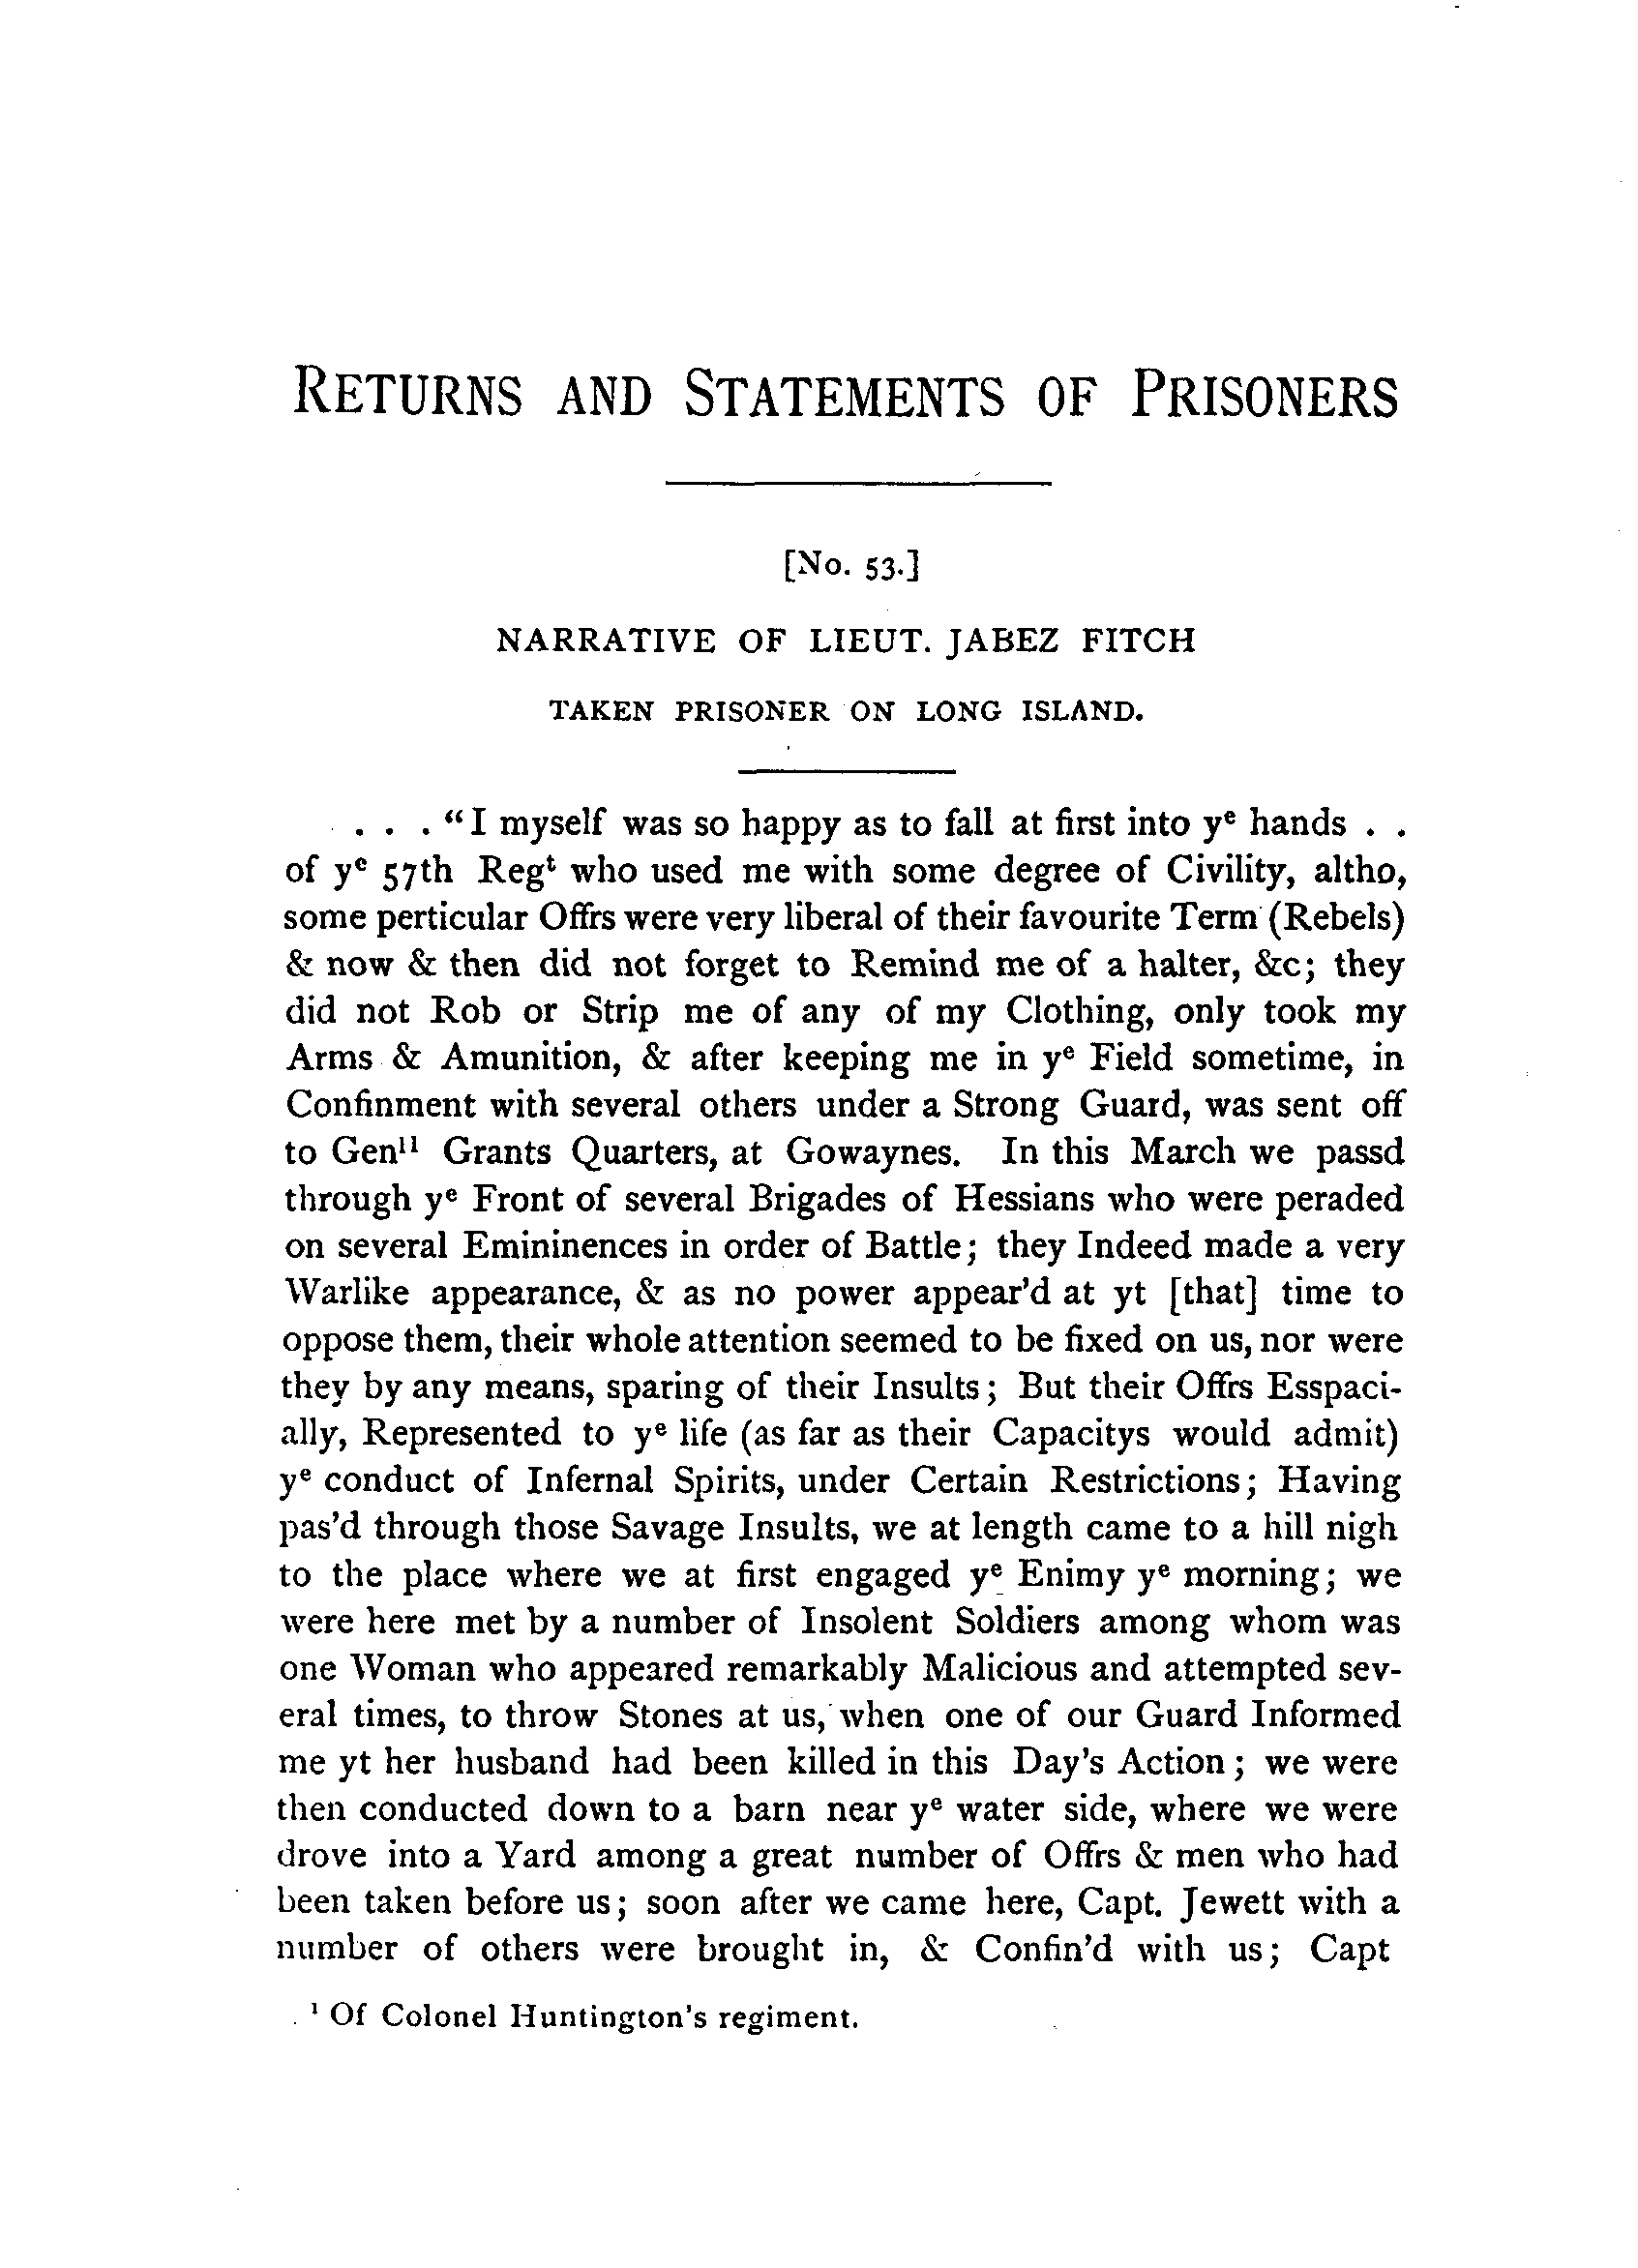 RETURNS AND STATEMENTS OF PRISONERS
[No. 53.]
NARRATIVE OF LIEUT. JABEZ FITCH
TAKEN PRISONER ON LONG ISLAND.
. . . “I myself was so happy as to fall at first into yᵉ hands . .
of yᵉ 57th Regᵗ who used me with some degree of Civility, altho,
some perticular Offrs were very liberal of their favourite Term (Rebels)
& now & then did not forget to Remind me of a halter, &c; they
did not Rob or Strip me of any of my Clothing, only took my
Arms & Amunition, & after keeping me in yᵉ Field sometime, in
Confinment with several others under a Strong Guard, was sent off
to Genˡˡ Grants Quarters, at Gowaynes. In this March we passd
through yᵉ Front of several Brigades of Hessians who were peraded
on several Emininences in order of Battle; they Indeed made a very
Warlike appearance, & as no power appear'd at yt [that] time to
oppose them, their whole attention seemed to be fixed on us, nor were
they by any means, sparing of their Insults; But their Offrs Esspaci-
ally, Represented to yᵉ life (as far as their Capacitys would admit)
yᵉ conduct of Infernal Spirits, under Certain Restrictions; Having
pas'd through those Savage Insults, we at length came to a hill nigh
to the place where we at first engaged yᵉ Enimy yᵉ morning; we
were here met by a number of Insolent Soldiers among whom was
one Woman who appeared remarkably Malicious and attempted sev-
eral times, to throw Stones at us, when one of our Guard Informed
me yt her husband had been killed in this Day's Action; we were
then conducted down to a barn near yᵉ water side, where we were
drove into a Yard among a great number of Offrs & men who had
been taken before us; soon after we came here, Capt. Jewett with a
number of others were brought in, & Confin'd with us; Capt
¹ Of Colonel Huntington's regiment.